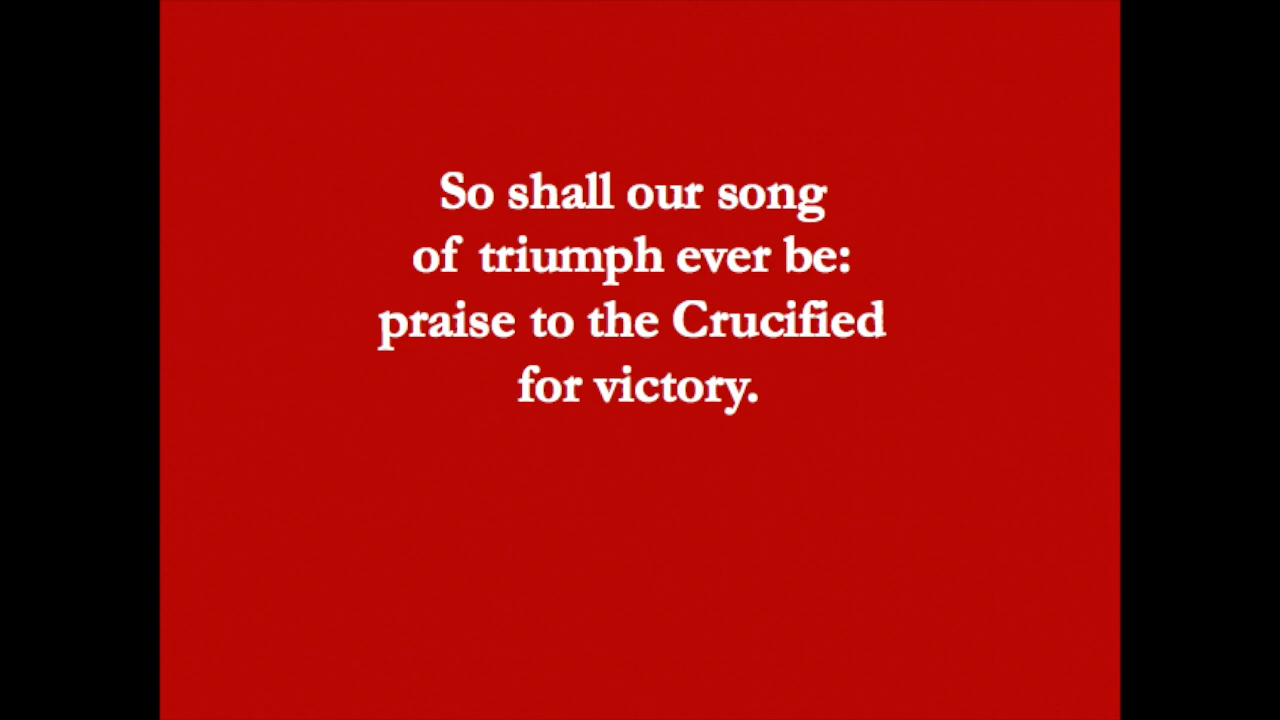 So shall our song
of triumph ever be:
praise to the Crucified
for victory.